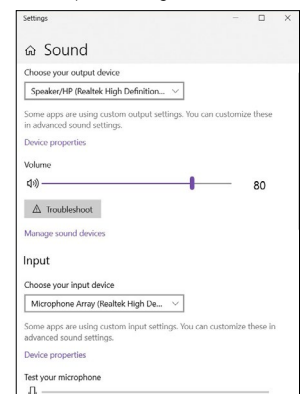 Settings
Sound
Choose your output device
Speaker/HP (Realtek High Definition...
Some apps are using custom output settings. You can customize these
in advanced sound settings.
Device properties
Volume
80
Troubleshoot
Manage sound devices
Input
Choose your input device
Microphone Array (Realtek High De...
Some apps are using custom input settings. You can customize these in
advanced sound settings.
Device properties
Test your microphone